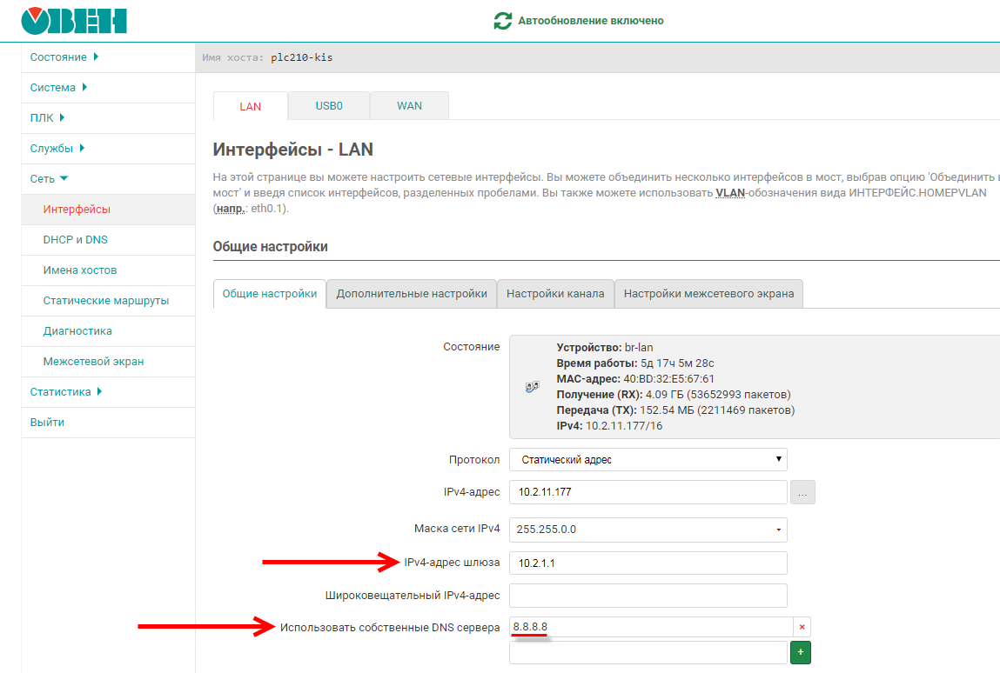 ОВЕН
Автообновление включено
Состояние
Имя хоста: plc210-kis
Система
ПЛК
Службы
Сеть
Интерфейсы
DHCP и DNS
Имена хостов
Статические маршруты
Диагностика
Межсетевой экран
Статистика
Выйти
LAN USB0 WAN
Интерфейсы - LAN
На этой странице вы можете настроить сетевые интерфейсы. Вы можете объединить несколько интерфейсов в мост, выбрав опцию 'Объединить в
мост' и введя список интерфейсов, разделенных пробелами. Вы также можете использовать VLAN-обозначения вида ИНТЕРФЕЙС.НОМЕРVLAN
(напр.: eth0.1).
Общие настройки
Общие настройки Дополнительные настройки Настройки канала Настройки межсетевого экрана
Состояние
Устройство: br-lan
Время работы: 5д 17ч 5м 28с
MAC-адрес: 40:BD:32:E5:67:61
Получение (RX): 4.09 ГБ (53652993 пакетов)
Передача (TX): 152.54 МБ (2211469 пакетов)
IPv4: 10.2.11.177/16
Протокол Статический адрес
IPv4-адрес 10.2.11.177 ...
Маска сети IPv4 255.255.0.0
IPv4-адрес шлюза 10.2.1.1
Широковещательный IPv4-адрес
Использовать собственные DNS сервера 8.8.8.8 ×
+